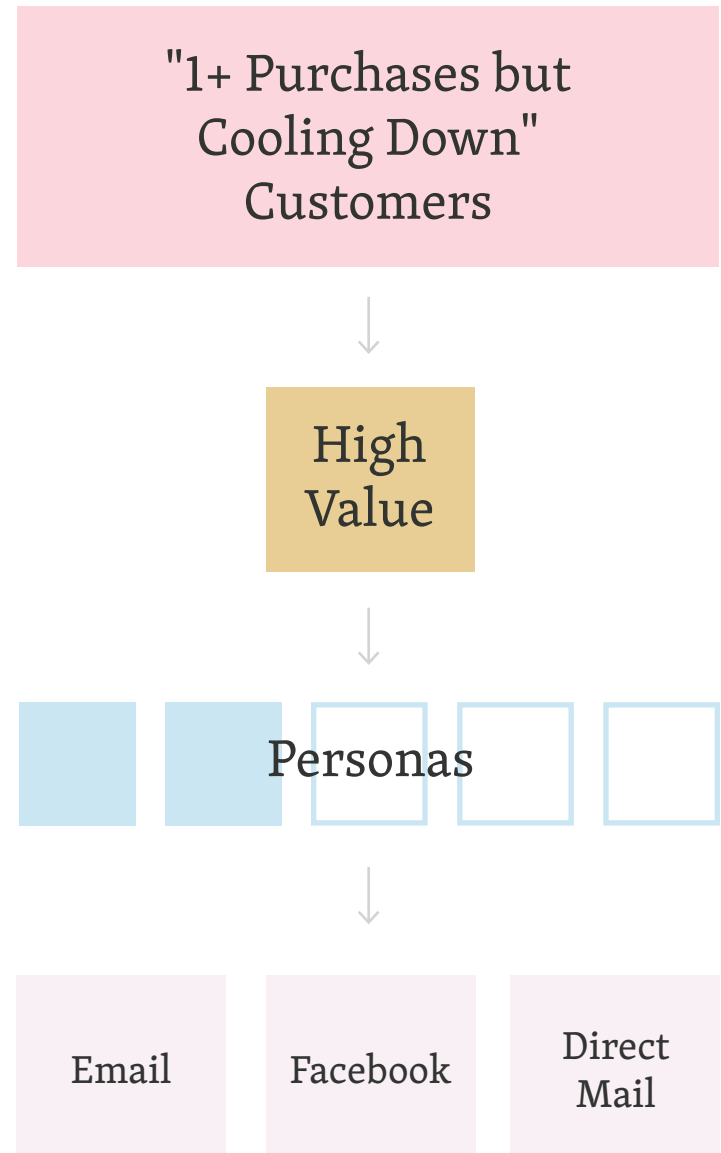 "1+ Purchases but
Cooling Down"
Customers
High
Value
Personas
Email
Facebook
Direct
Mail